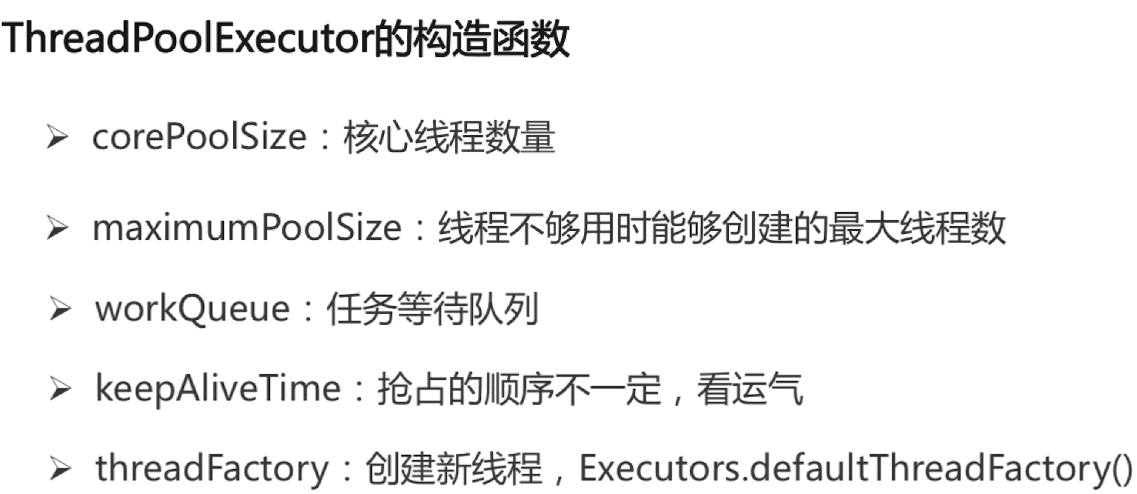 ThreadPoolExecutor的构造函数
➢ corePoolSize：核心线程数量
➢ maximumPoolSize：线程不够用时能够创建的最大线程数
➢ workQueue：任务等待队列
➢ keepAliveTime：抢占的顺序不一定，看运气
➢ threadFactory：创建新线程，Executors.defaultThreadFactory()